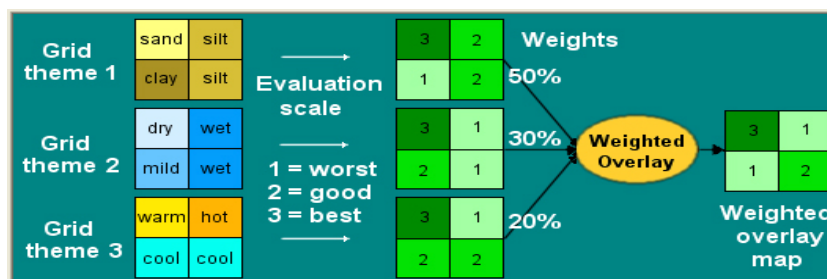 Grid
theme 1
sand silt
clay silt
Evaluation
scale
3 2
1 2
Weights
50%
Grid
theme 2
dry wet
mild wet
1 = worst
2 = good
3 = best
3 1
2 1
30%
Weighted
Overlay
3 1
1 2
Grid
theme 3
warm hot
cool cool
3 1
2 2
20%
Weighted
overlay
map